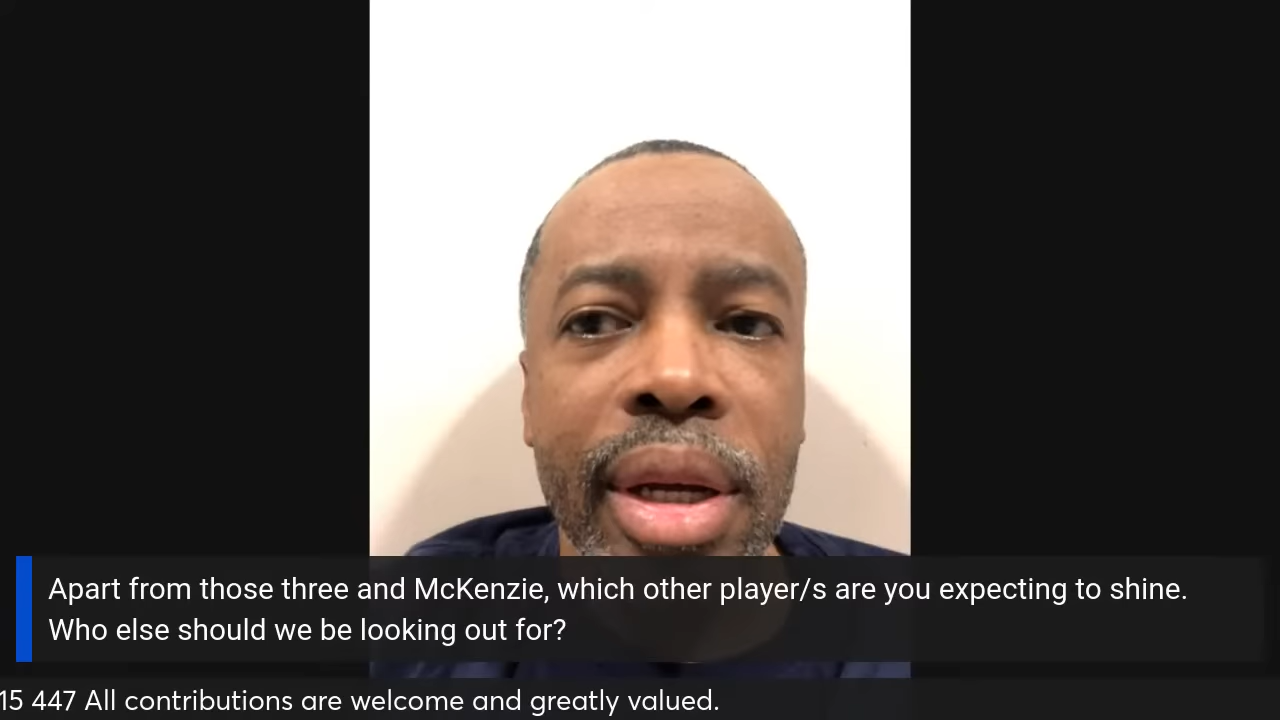 Apart from those three and McKenzie, which other player/s are you expecting to shine.
Who else should we be looking out for?
15 447 All contributions are welcome and greatly valued.